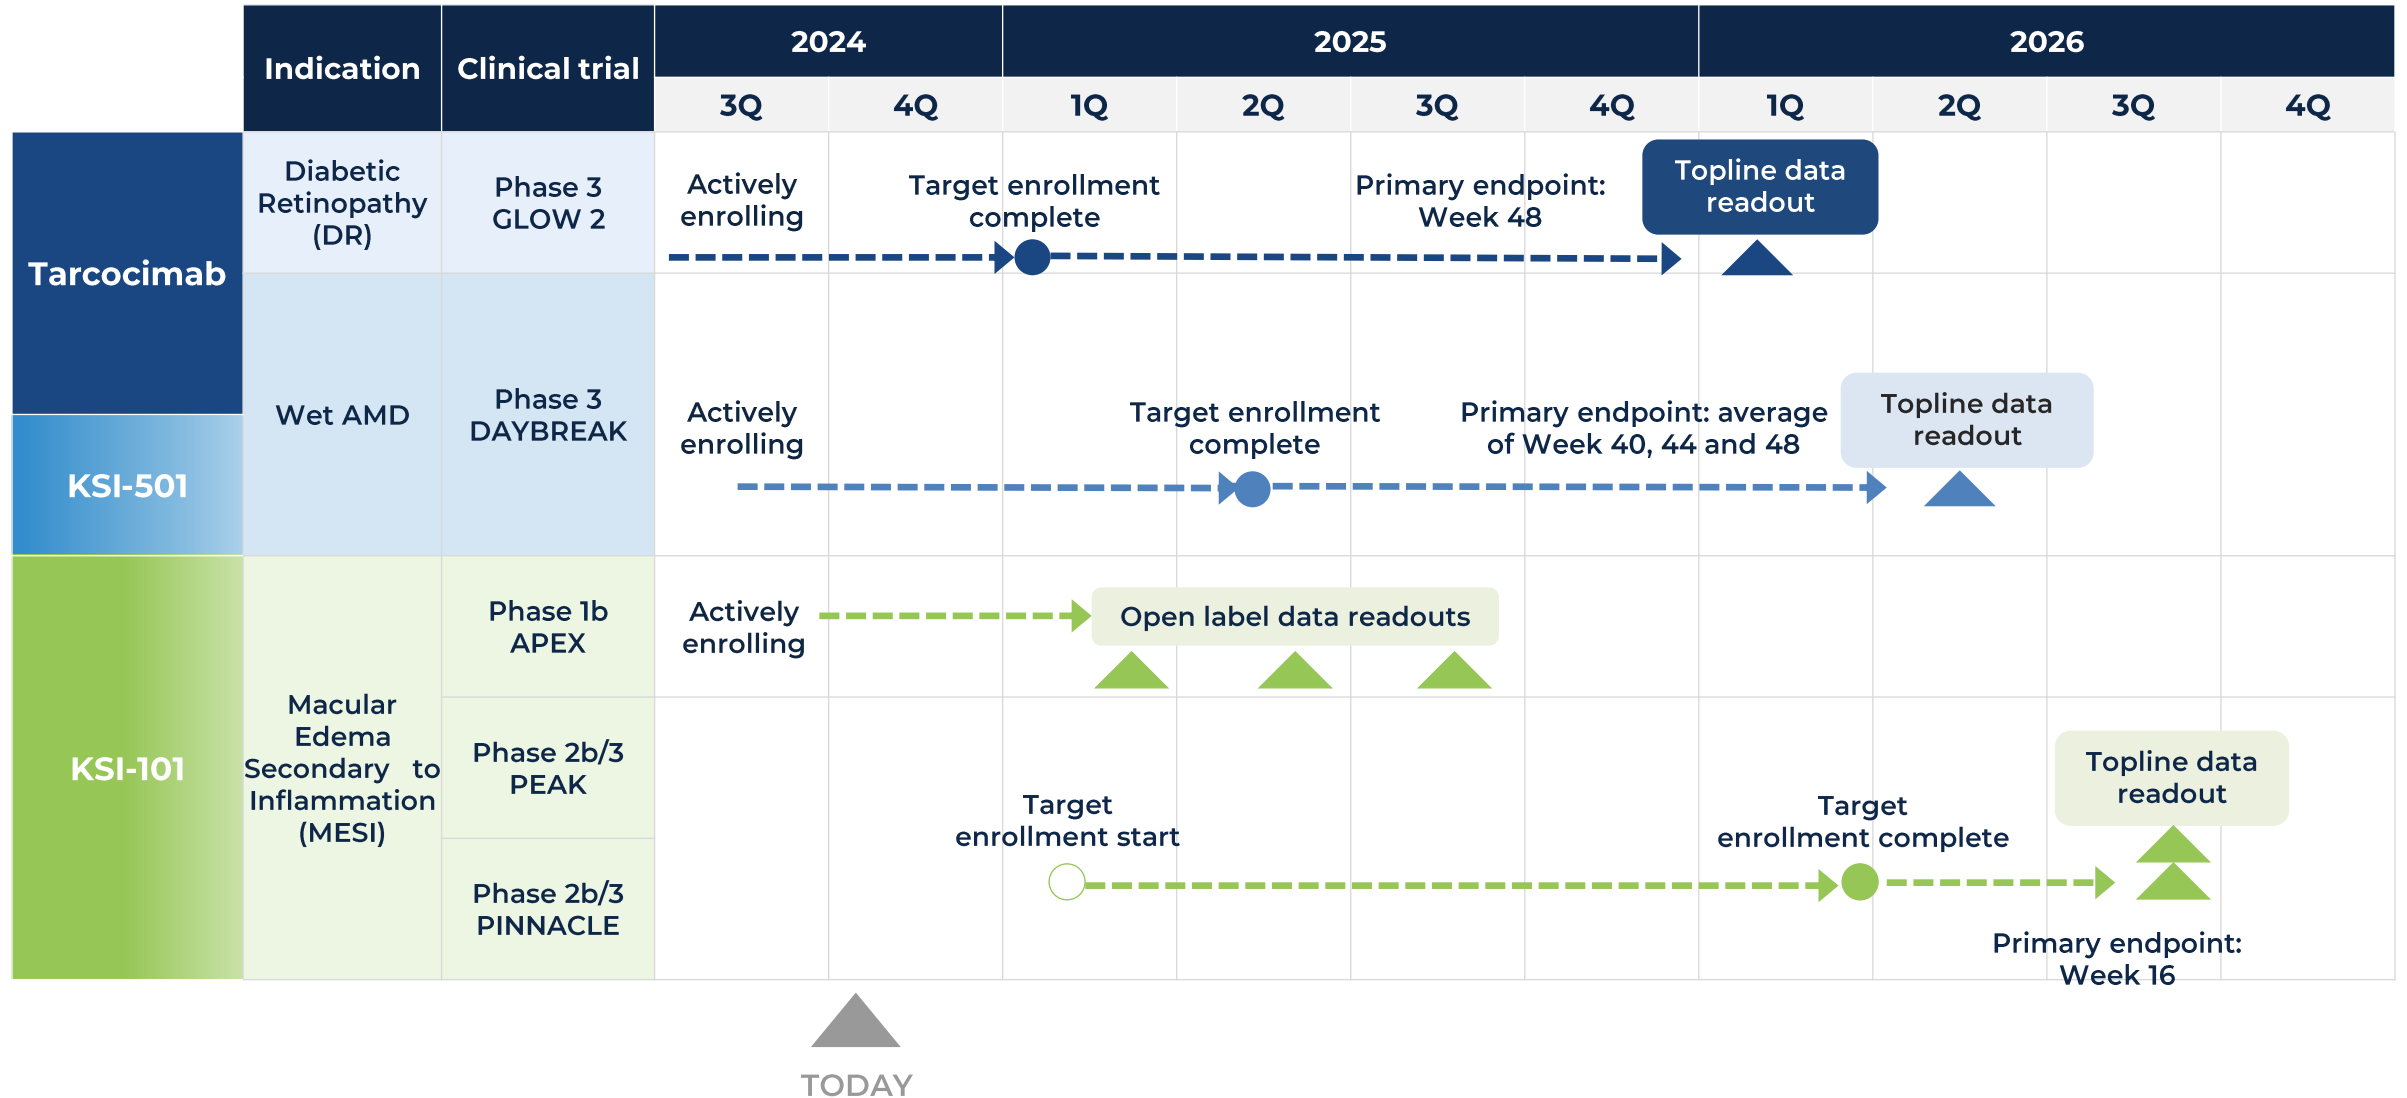 Indication
Clinical trial
2024
2025
2026
3Q
4Q
1Q
2Q
3Q
4Q
1Q
2Q
3Q
4Q
Tarcocimab
Diabetic
Retinopathy
(DR)
Phase 3
GLOW 2
Actively
enrolling
Target enrollment
complete
Primary endpoint:
Week 48
Topline data
readout
KSI-501
Wet AMD
Phase 3
DAYBREAK
Actively
enrolling
Target enrollment
complete
Primary endpoint: average
of Week 40, 44 and 48
Topline data
readout
KSI-101
Macular
Edema
Secondary to
Inflammation
(MESI)
Phase 1b
APEX
Actively
enrolling
Open label data readouts
Phase 2b/3
PEAK
Phase 2b/3
PINNACLE
Target
enrollment start
Target
enrollment complete
Topline data
readout
Primary endpoint:
Week 16
TODAY